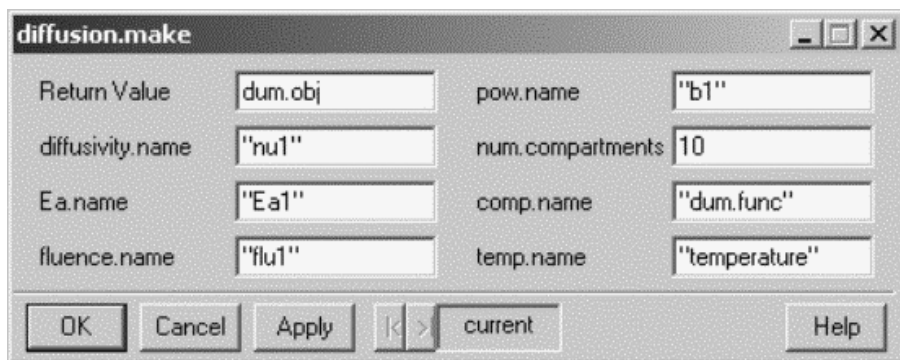 diffusion.make
Return Value dum.obj pow.name "b1"
diffusivity.name "nu1" num.compartments 10
Ea.name "Ea1" comp.name "dum.func"
fluence.name "flu1" temp.name "temperature"
OK Cancel Apply current Help